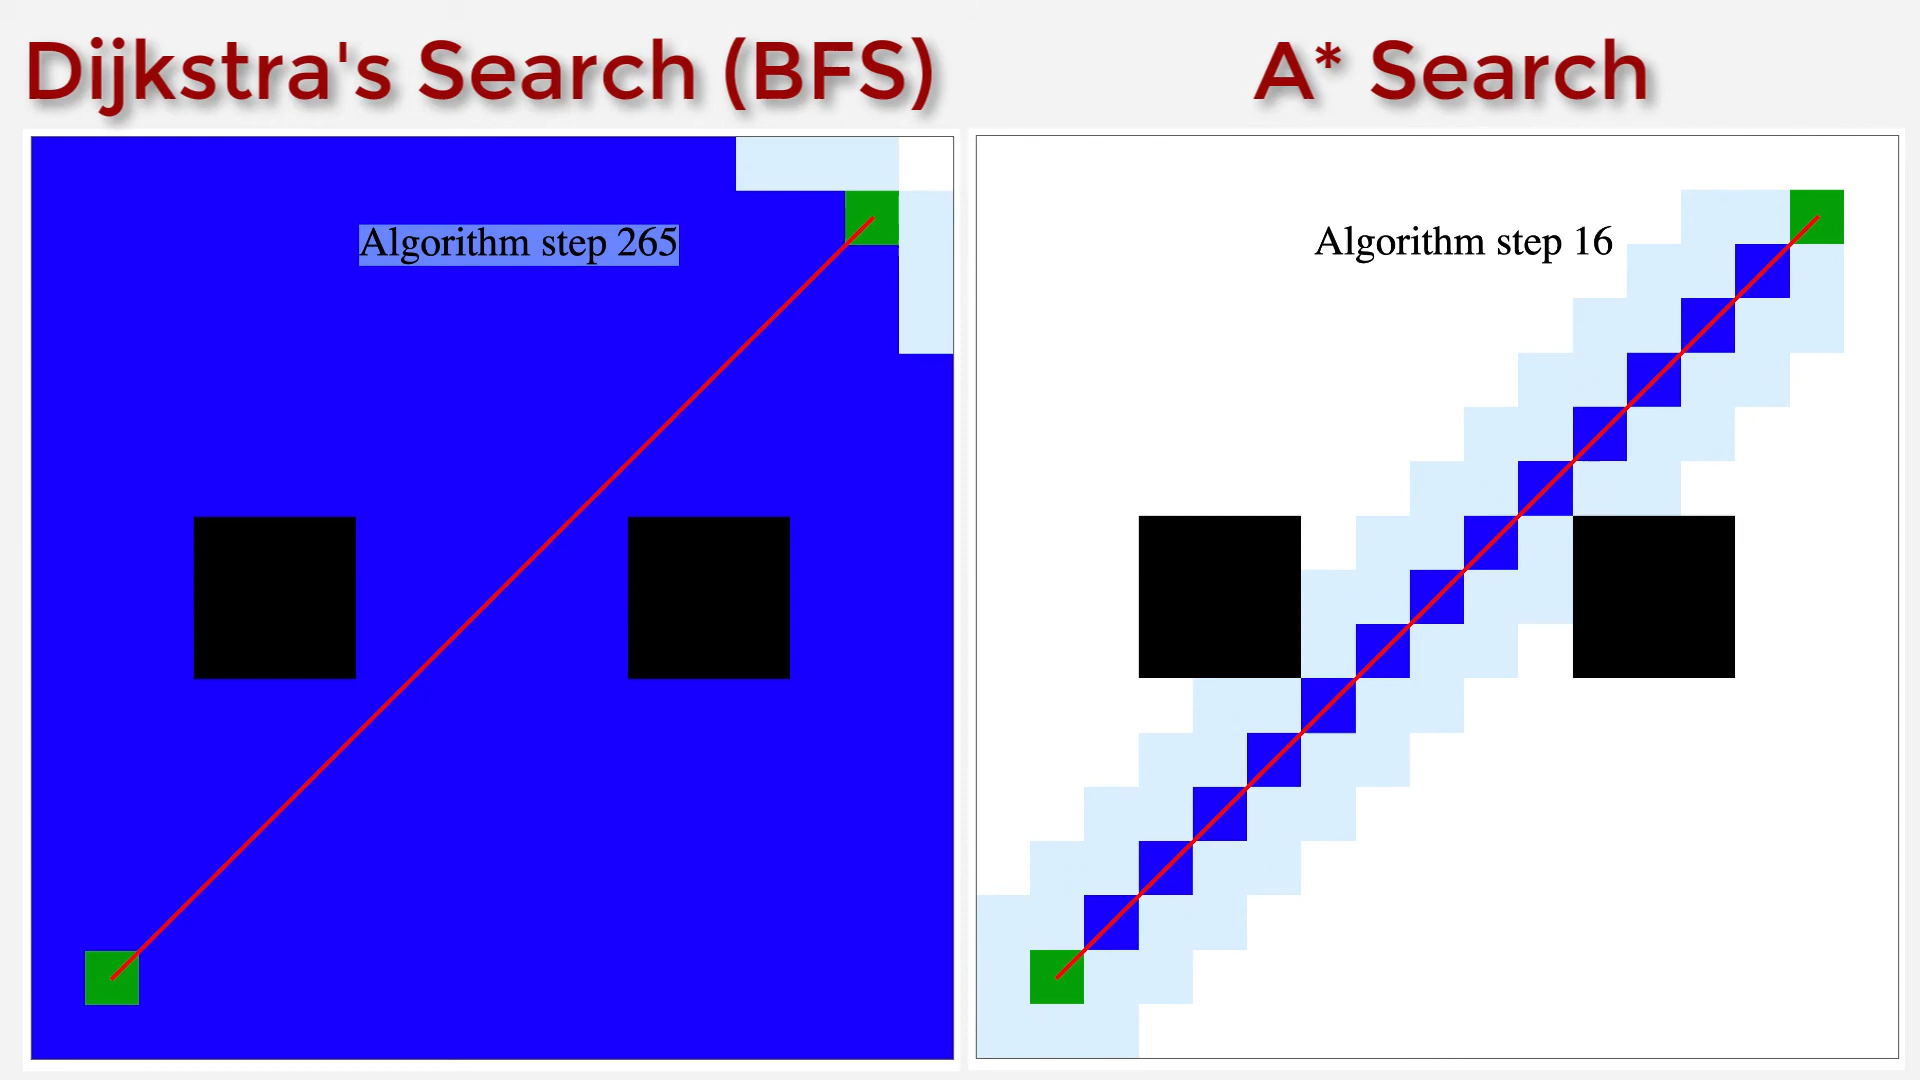 Dijkstra's Search (BFS)
A* Search
Algorithm step 265
Algorithm step 16